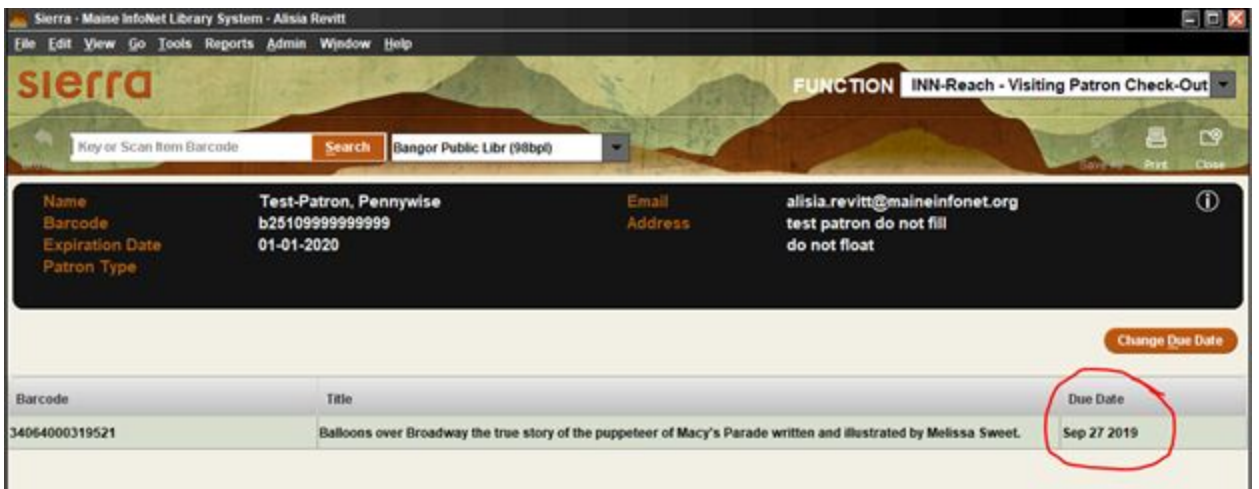 Sierra - Maine InfoNet Library System - Alisia Revitt
File Edit View Go Tools Reports Admin Window Help
sierra
FUNCTION INN-Reach - Visiting Patron Check-Out
Key or Scan Item Barcode Search Bangor Public Libr (98bpl)
Print Close
Name Test-Patron, Pennywise Email alisia.revitt@maineinfonet.org
Barcode b25109999999999 Address test patron do not fill
Expiration Date 01-01-2020 do not float
Patron Type
Change Due Date
Barcode Title Due Date
34064000319521 Balloons over Broadway the true story of the puppeteer of Macy's Parade written and illustrated by Melissa Sweet. Sep 27 2019